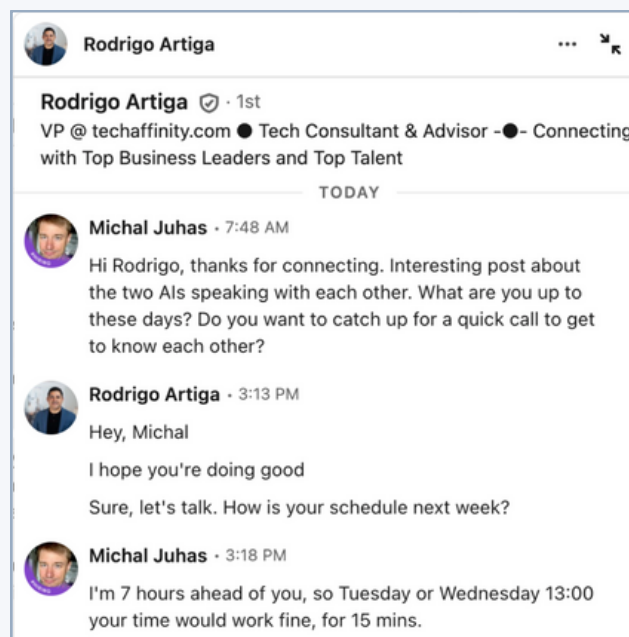 Rodrigo Artiga
Rodrigo Artiga · 1st
VP @ techaffinity.com ● Tech Consultant & Advisor -●- Connecting
with Top Business Leaders and Top Talent
TODAY
Michal Juhas · 7:48 AM
Hi Rodrigo, thanks for connecting. Interesting post about
the two AIs speaking with each other. What are you up to
these days? Do you want to catch up for a quick call to get
to know each other?
Rodrigo Artiga · 3:13 PM
Hey, Michal
I hope you're doing good
Sure, let's talk. How is your schedule next week?
Michal Juhas · 3:18 PM
I'm 7 hours ahead of you, so Tuesday or Wednesday 13:00
your time would work fine, for 15 mins.